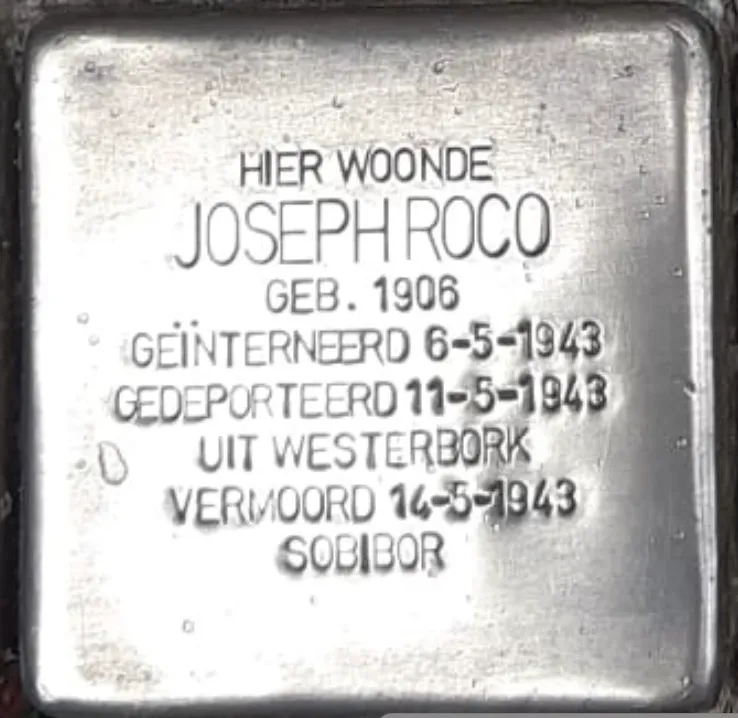 HIER WOONDE
JOSEPH ROCO
GEB. 1906
GEÏNTERNEERD 6-5-1943
GEDEPORTEERD 11-5-1943
UIT WESTERBORK
VERMOORD 14-5-1943
SOBIBOR